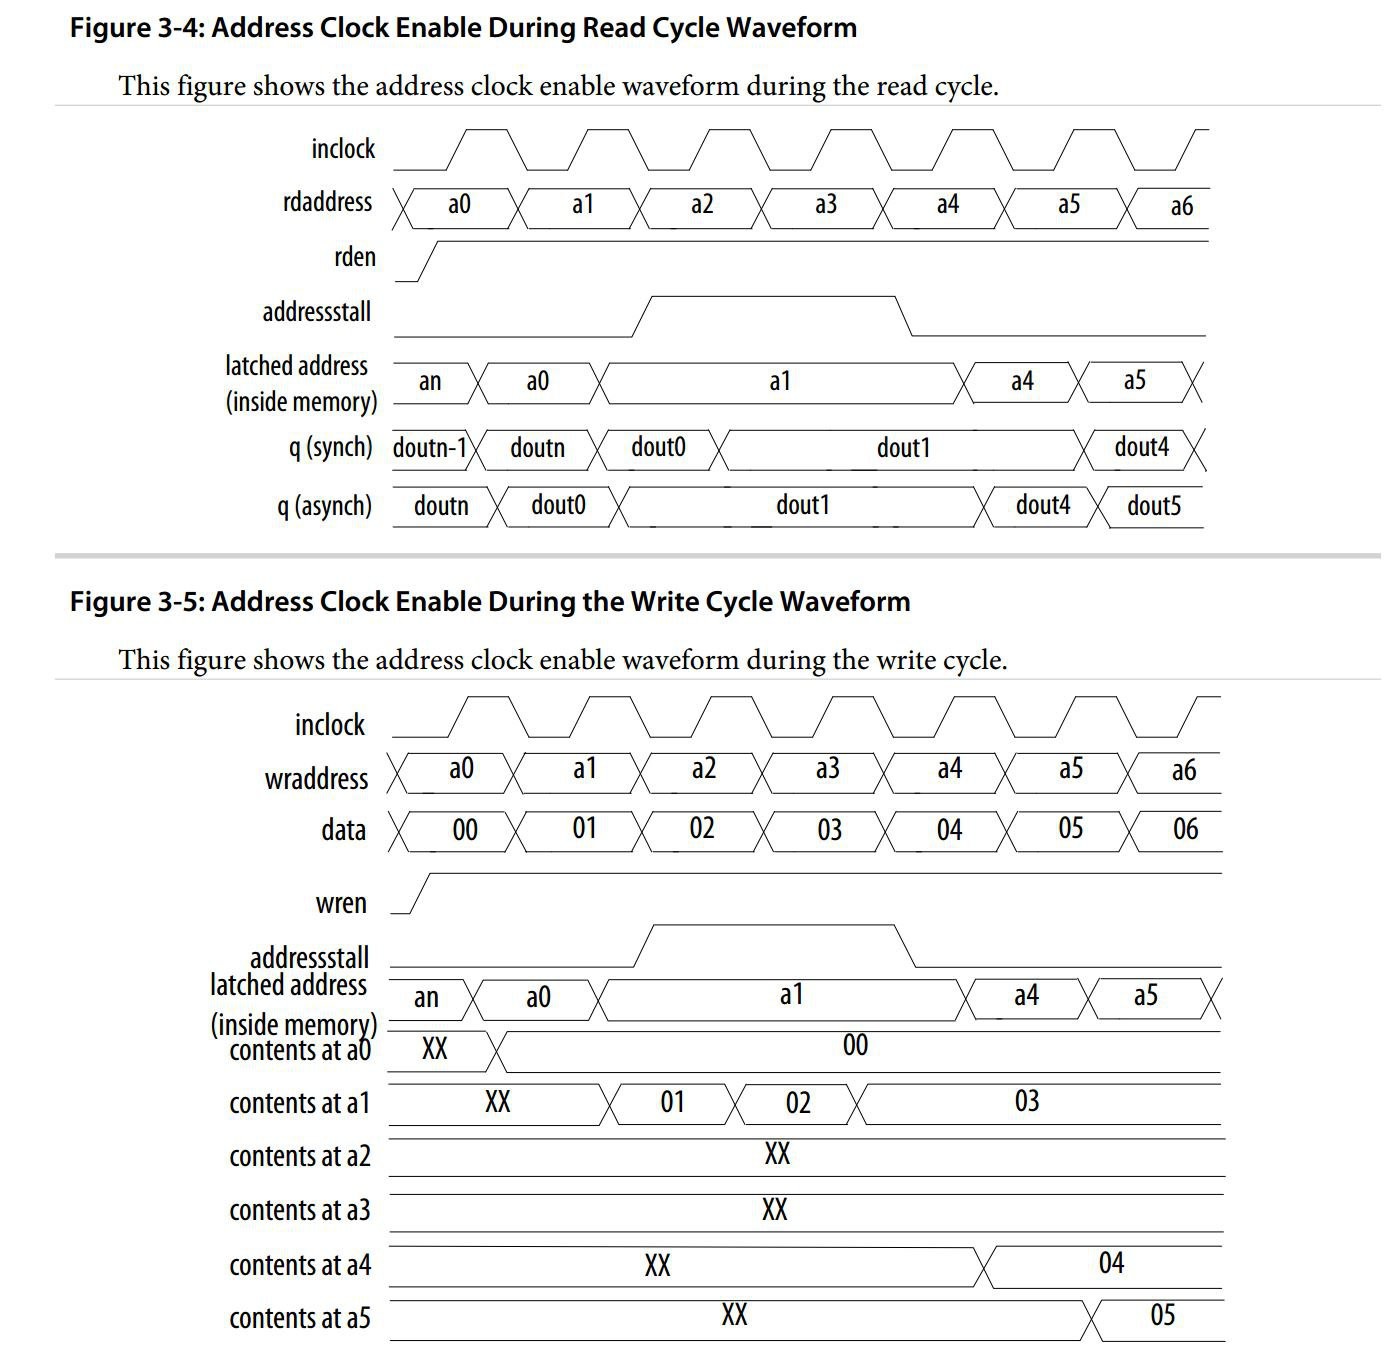 Figure 3-4: Address Clock Enable During Read Cycle Waveform
This figure shows the address clock enable waveform during the read cycle.
inclock
rdaddress a0 a1 a2 a3 a4 a5 a6
rden
addressstall
latched address
(inside memory) an a0 a1 a4 a5
q (synch) doutn-1 doutn dout0 dout1 dout4
q (asynch) doutn dout0 dout1 dout4 dout5
Figure 3-5: Address Clock Enable During the Write Cycle Waveform
This figure shows the address clock enable waveform during the write cycle.
inclock
wraddress a0 a1 a2 a3 a4 a5 a6
data 00 01 02 03 04 05 06
wren
addressstall
latched address
(inside memory) an a0 a1 a4 a5
contents at a0 XX 00
contents at a1 XX 01 02 03
contents at a2 XX
contents at a3 XX
contents at a4 XX 04
contents at a5 XX 05